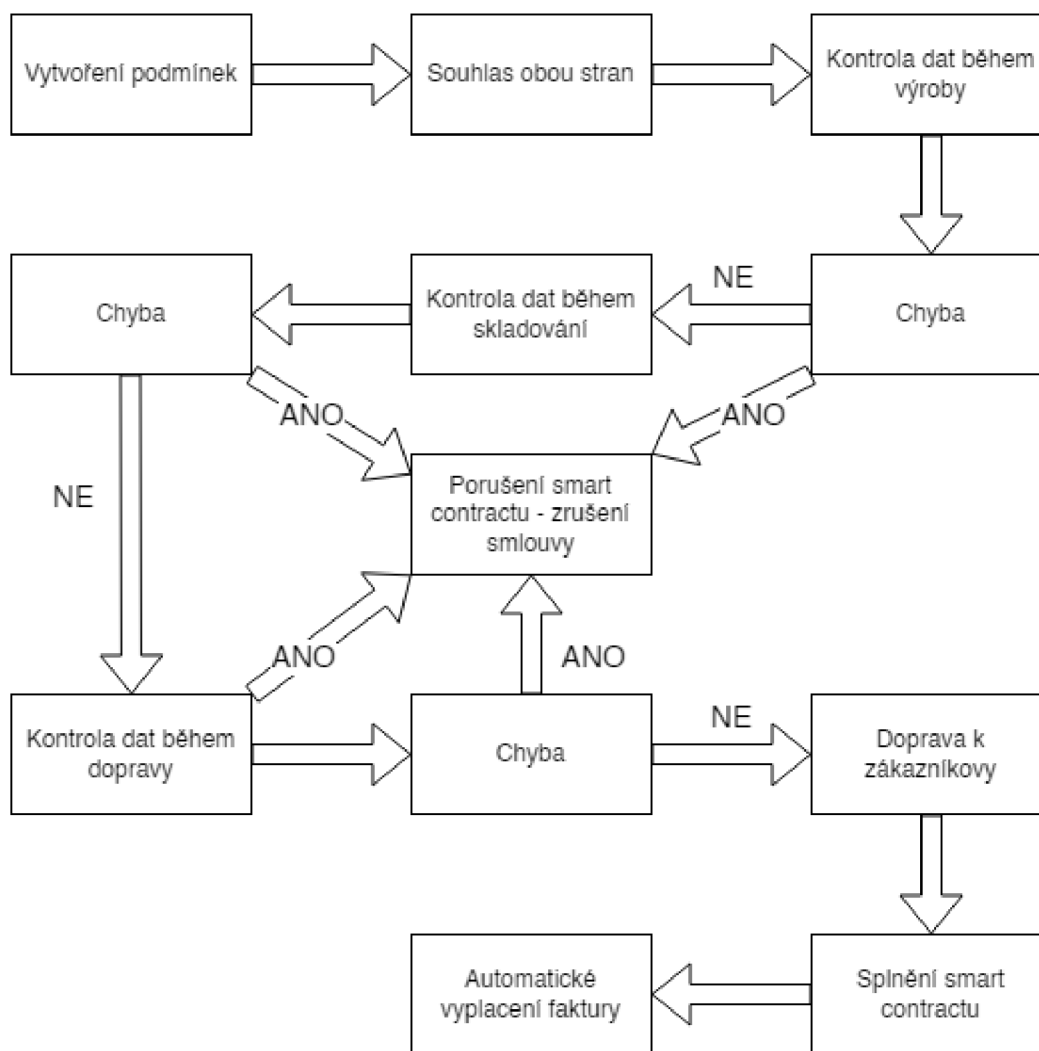 Vytvoření podmínek
Souhlas obou stran
Kontrola dat během
výroby
Chyba
Kontrola dat během
skladování
NE
Chyba
ANO
ANO
Porušení smart
contractu - zrušení
smlouvy
NE
ANO
ANO
Kontrola dat během
dopravy
Chyba
NE
Doprava k
zákazníkovy
Automatické
vyplacení faktury
Splnění smart
contractu